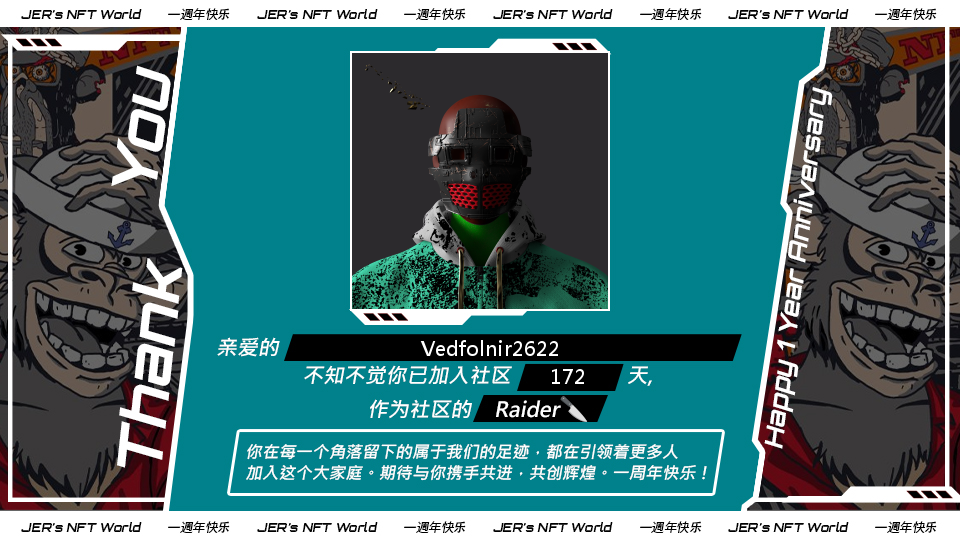 JER's NFT World 一週年快乐 JER's NFT World 一週年快乐 JER's NFT World 一週年快乐 JER's NFT World 一週年快乐
Thank You
Happy 1 Year Anniversary
亲爱的 Vedfolnir2622
不知不觉你已加入社区 172 天,
作为社区的 Raider
你在每一个角落留下的属于我们的足迹，都在引领着更多人
加入这个大家庭。期待与你携手共进，共创辉煌。一周年快乐！
JER's NFT World 一週年快乐 JER's NFT World 一週年快乐 JER's NFT World 一週年快乐 JER's NFT World 一週年快乐